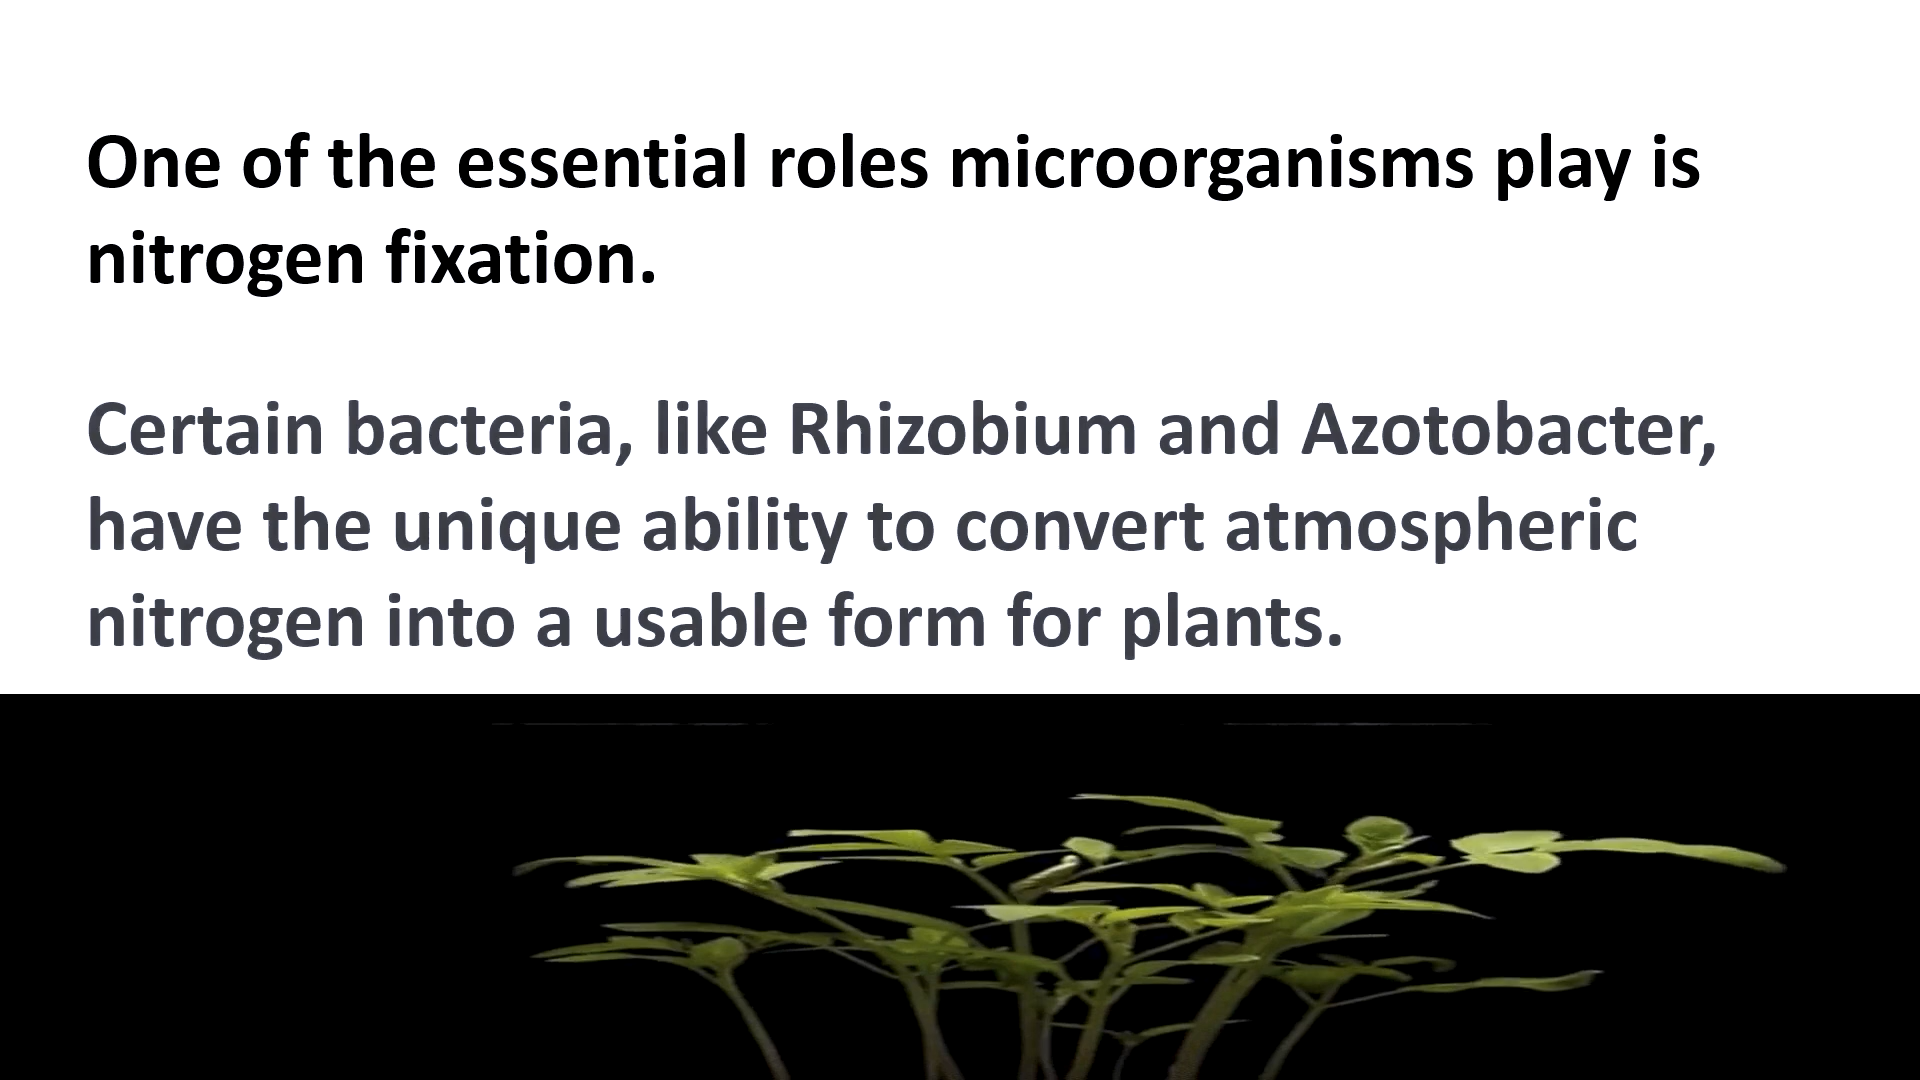 One of the essential roles microorganisms play is
nitrogen fixation.
Certain bacteria, like Rhizobium and Azotobacter,
have the unique ability to convert atmospheric
nitrogen into a usable form for plants.